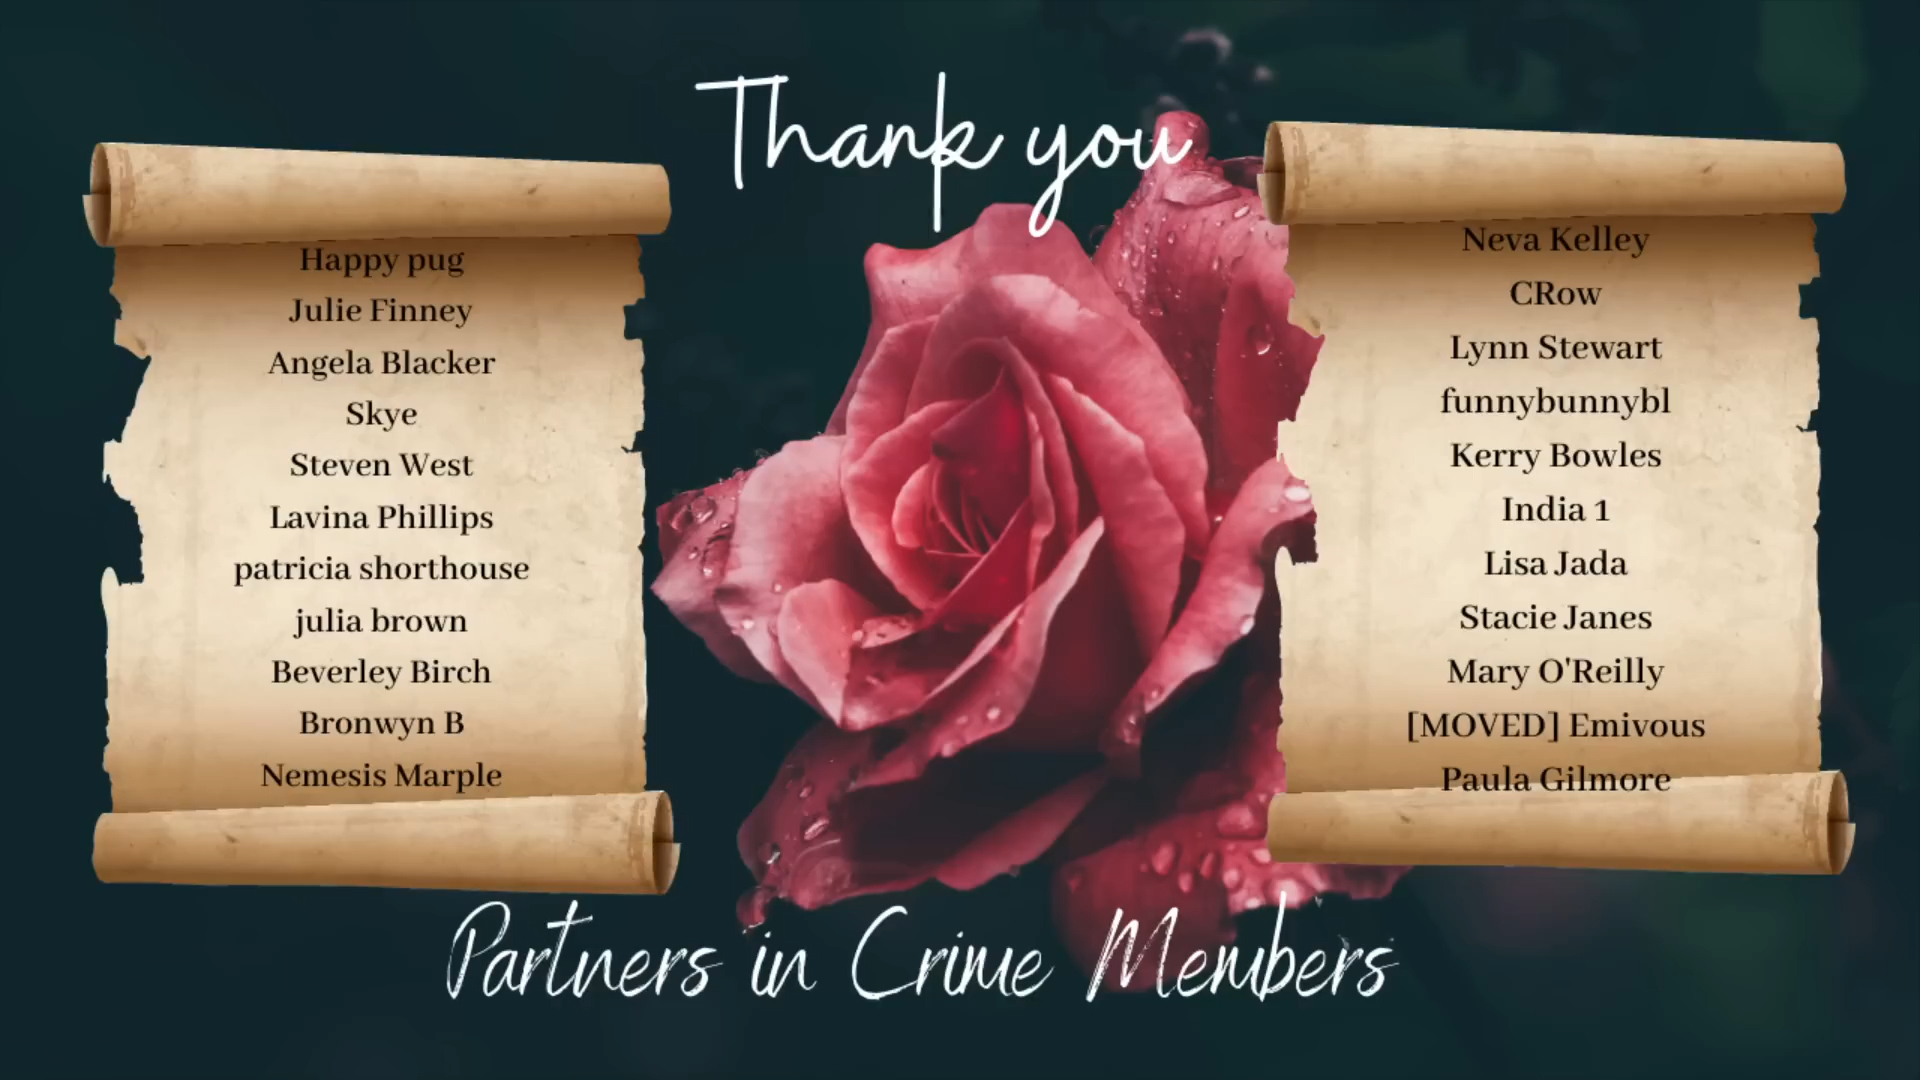 Thank you
Happy pug
Julie Finney
Angela Blacker
Skye
Steven West
Lavina Phillips
patricia shorthouse
julia brown
Beverley Birch
Bronwyn B
Nemesis Marple
Neva Kelley
CRow
Lynn Stewart
funnybunnybl
Kerry Bowles
India 1
Lisa Jada
Stacie Janes
Mary O'Reilly
[MOVED] Emivous
Paula Gilmore
Partners in Crime Members